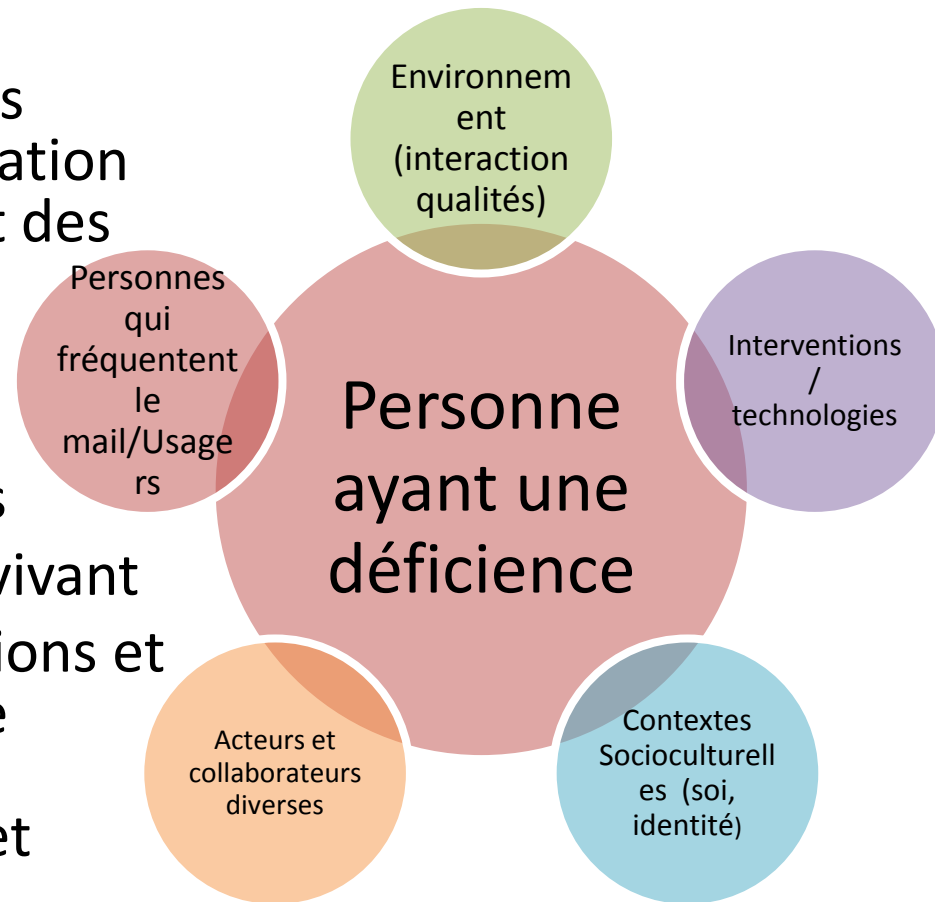 s
ation
t des
s
vivant
ions et
e
et
Environnem
ent
(interaction
qualités)
Personnes
qui
fréquentent
le
mail/Usage
rs
Interventions
/
technologies
Personne
ayant une
déficience
Acteurs et
collaborateurs
diverses
Contextes
Socioculturell
es (soi,
identité)